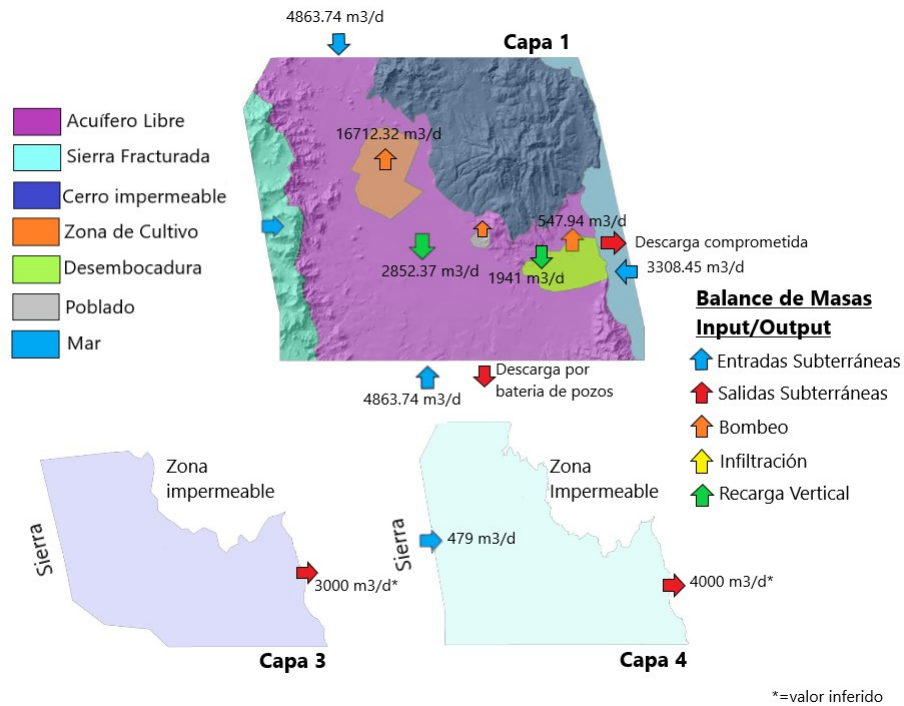 4863.74 m3/d
Capa 1
Acuífero Libre
Sierra Fracturada
Cerro impermeable
Zona de Cultivo
Desembocadura
Poblado
Mar
16712.32 m3/d
547.94 m3/d
2852.37 m3/d
1941 m3/d
Descarga comprometida
3308.45 m3/d
4863.74 m3/d
Descarga por
bateria de pozos
Balance de Masas
Input/Output
Entradas Subterráneas
Salidas Subterráneas
Bombeo
Infiltración
Recarga Vertical
Zona
impermeable
Sierra
3000 m3/d*
Capa 3
Zona
Impermeable
Sierra
479 m3/d
4000 m3/d*
Capa 4
*=valor inferido